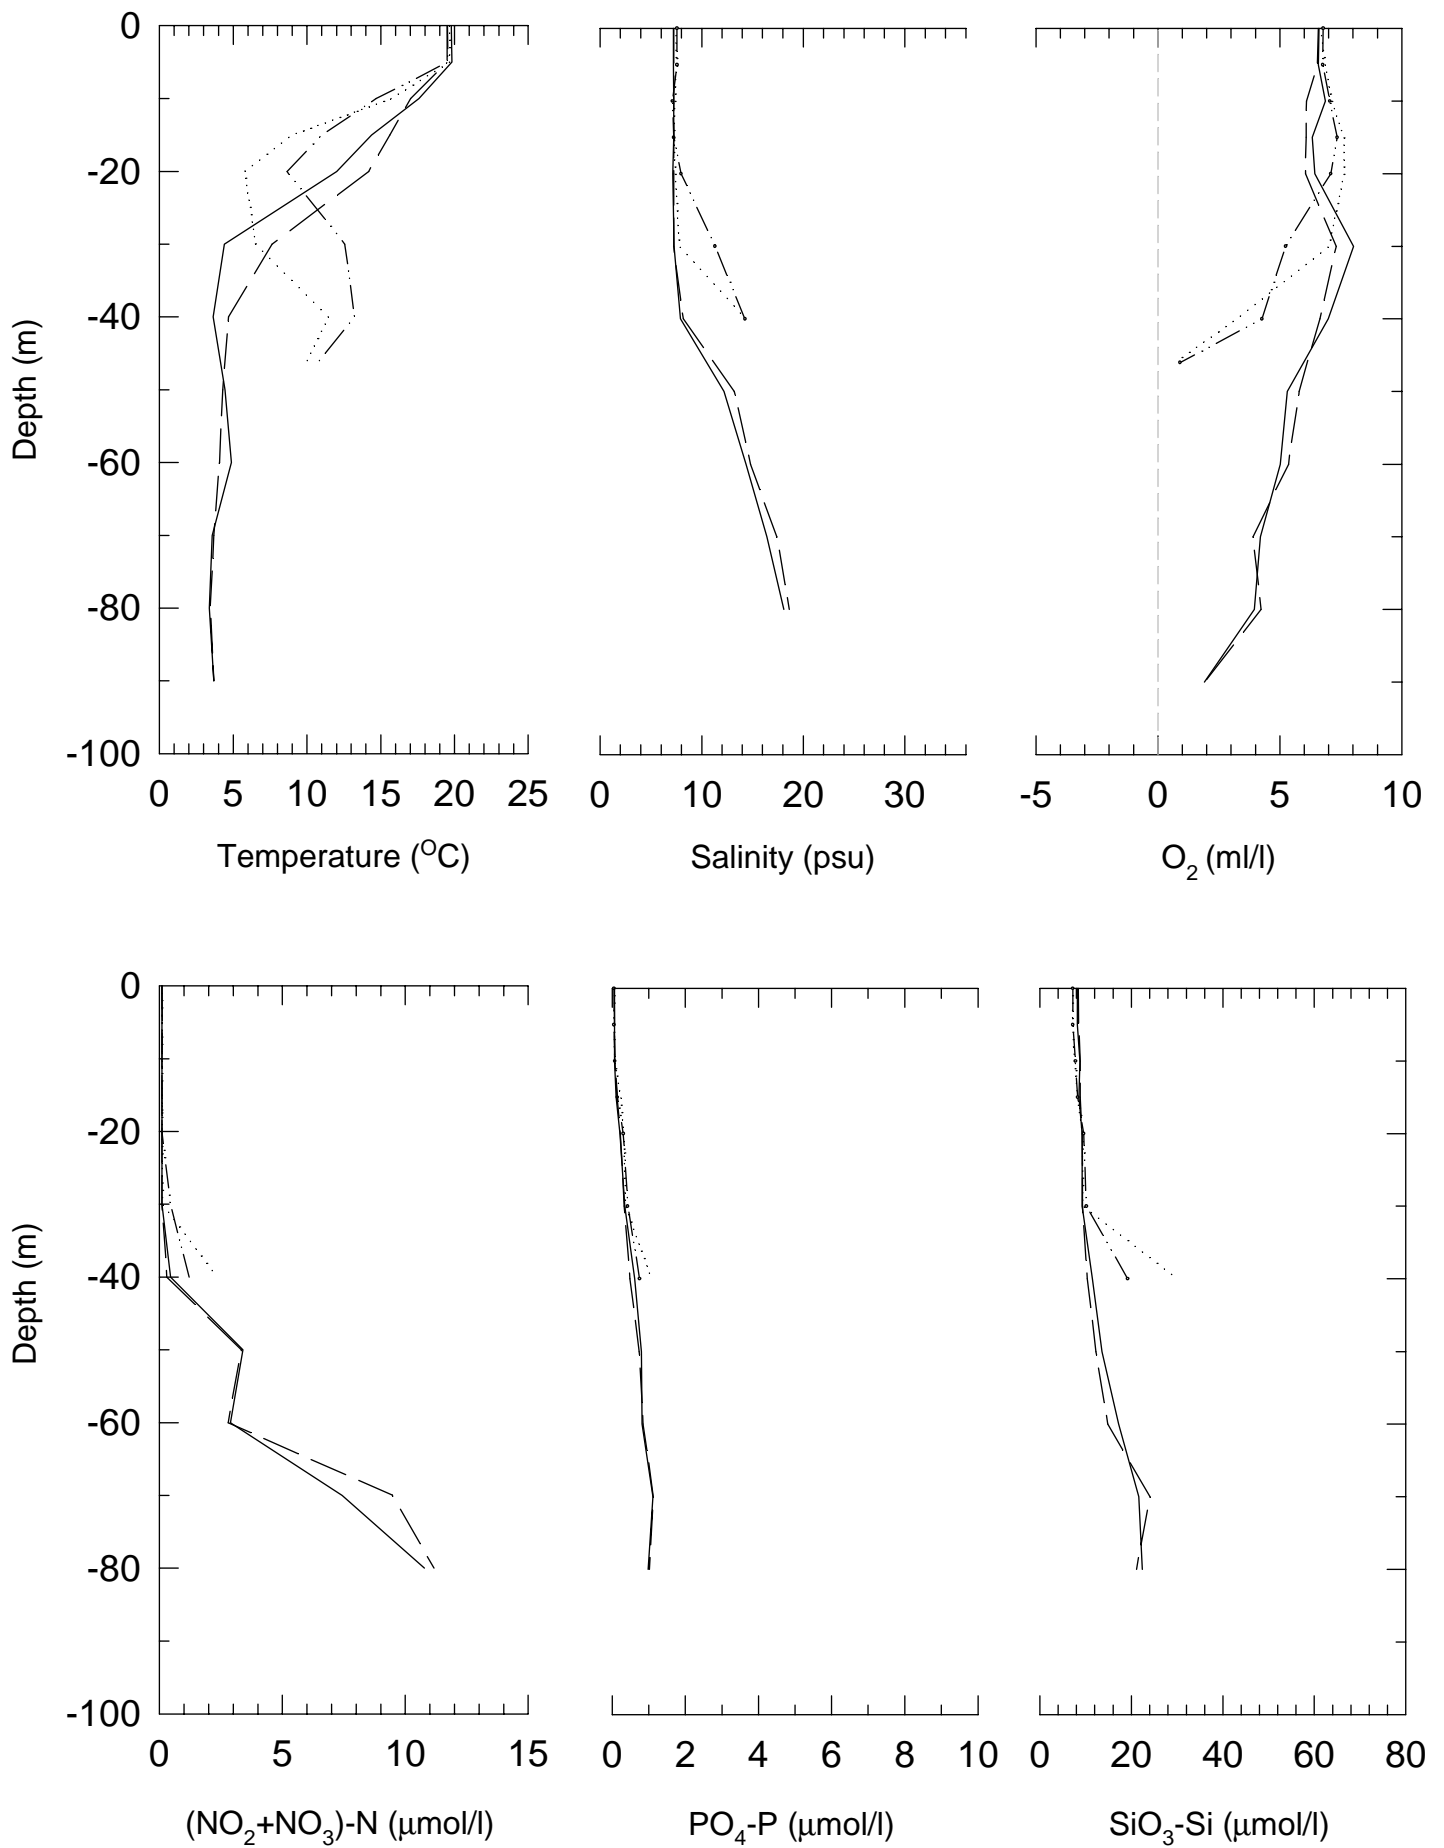 0
-20
-40
-60
-80
-100
Depth (m)
0 5 10 15 20 25
Temperature (OC)
0 20 30
Salinity (psu)
-5 0 5 10
O2 (ml/l)
0
-20
-40
-60
-80
-100
Depth (m)
0 5 10 15
(NO2+NO3)-N (μmol/l)
0 2 4 6 8 10
PO4-P (μmol/l)
0 20 40 60 80
SiO3-Si (μmol/l)